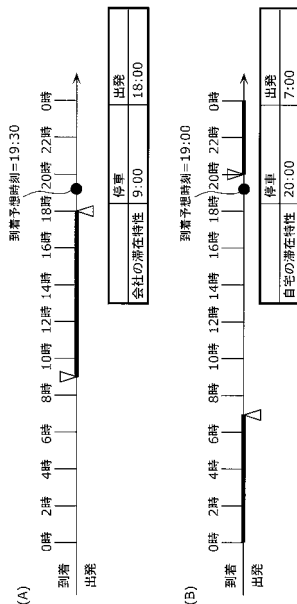 (A)
到着予想時刻=19:30
0時 2時 4時 6時 8時 10時 12時 14時 16時 18時 20時 22時 0時
到着
出発
停車 出発
会社の滞在特性 9:00 18:00
(B)
到着予想時刻=19:00
0時 2時 4時 6時 8時 10時 12時 14時 16時 18時 20時 22時 0時
到着
出発
停車 出発
自宅の滞在特性 20:00 7:00